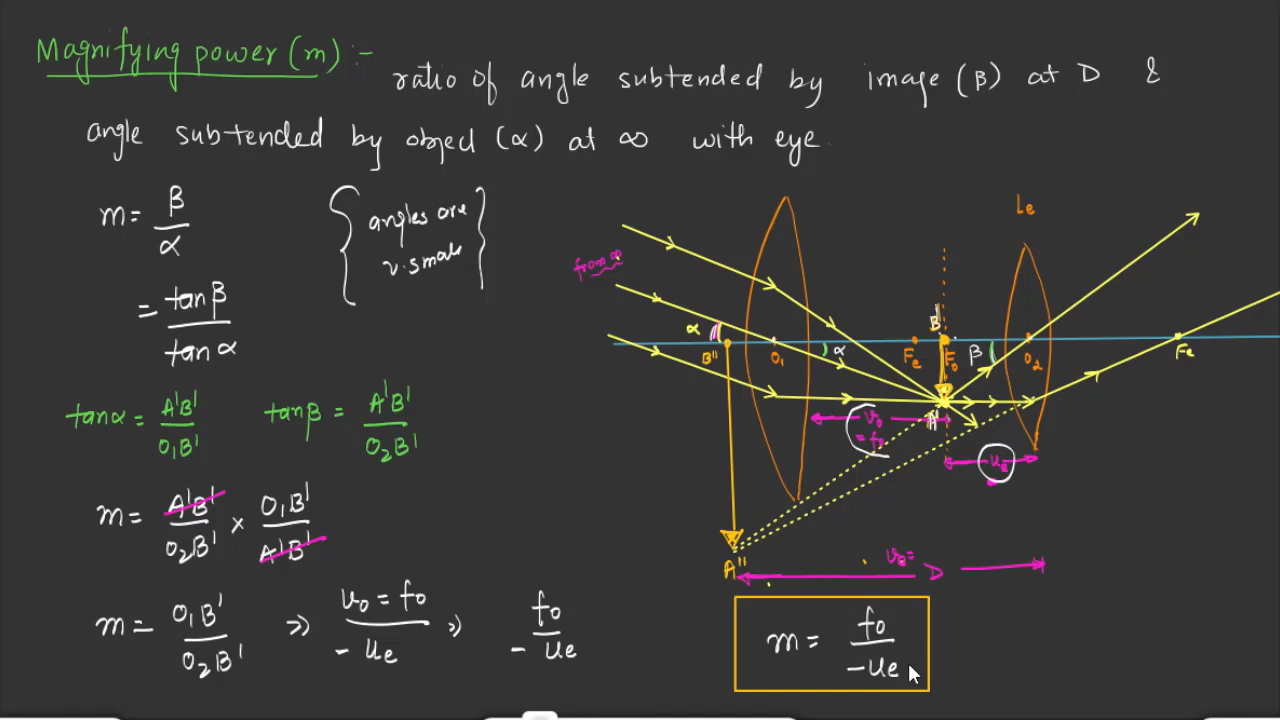 Magnifying power (m) :-
ratio of angle subtended by image (β) at D &
angle subtended by object (α) at ∞ with eye.
m = β/α
{ angles are v.small }
= tanβ/tanα
tanα = A'B'/O₁B' tanβ = A'B'/O₂B'
m = A'B'/O₂B' × O₁B'/A'B'
m = O₁B'/O₂B' ⇒ v₀ = f₀/-ue ⇒ f₀/-ue
Le
from ∞
α
B"
O₁
α
B'
Fe
F₀
β
O₂
Fe
A'
v₀
= f₀
ue
A"
ve=
D
m = f₀/-ue